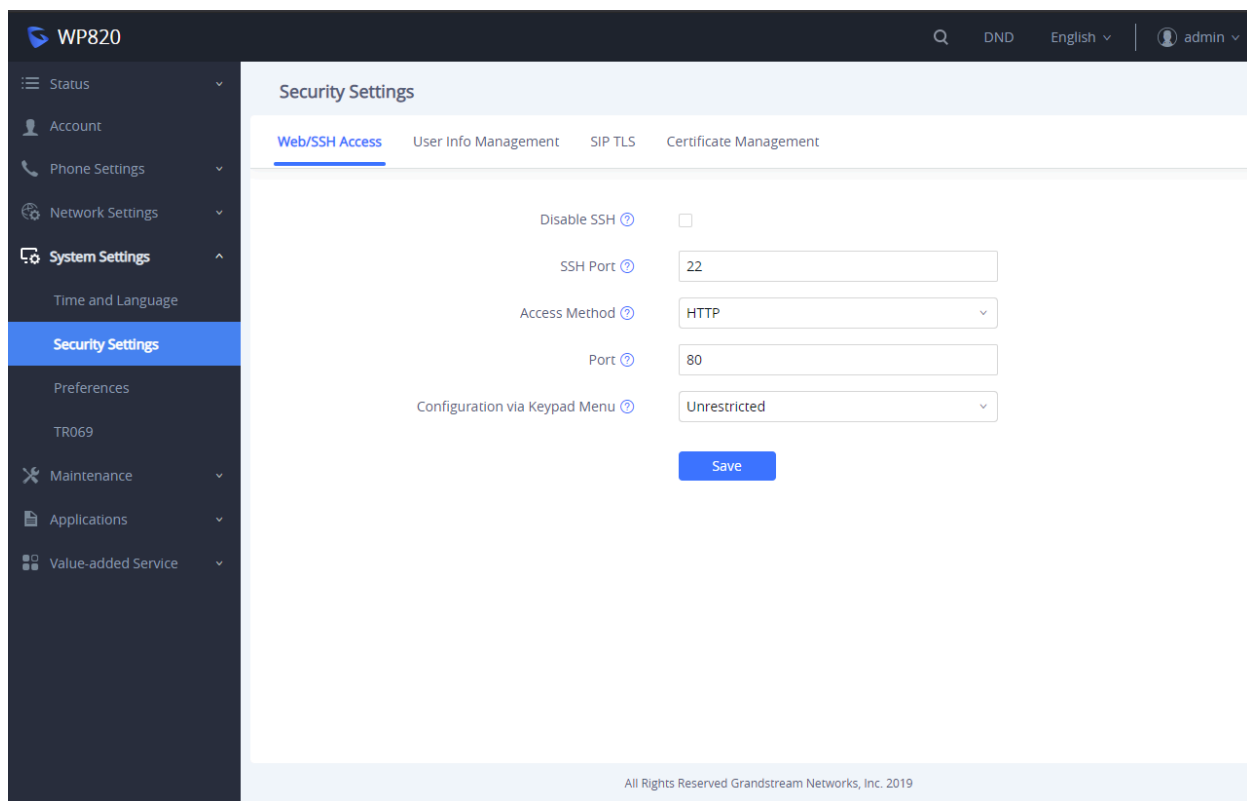 WP820
DND
English
admin
Status
Account
Phone Settings
Network Settings
System Settings
Time and Language
Security Settings
Preferences
TR069
Maintenance
Applications
Value-added Service
Security Settings
Web/SSH Access User Info Management SIP TLS Certificate Management
Disable SSH ?
SSH Port ? 22
Access Method ? HTTP
Port ? 80
Configuration via Keypad Menu ? Unrestricted
Save
All Rights Reserved Grandstream Networks, Inc. 2019